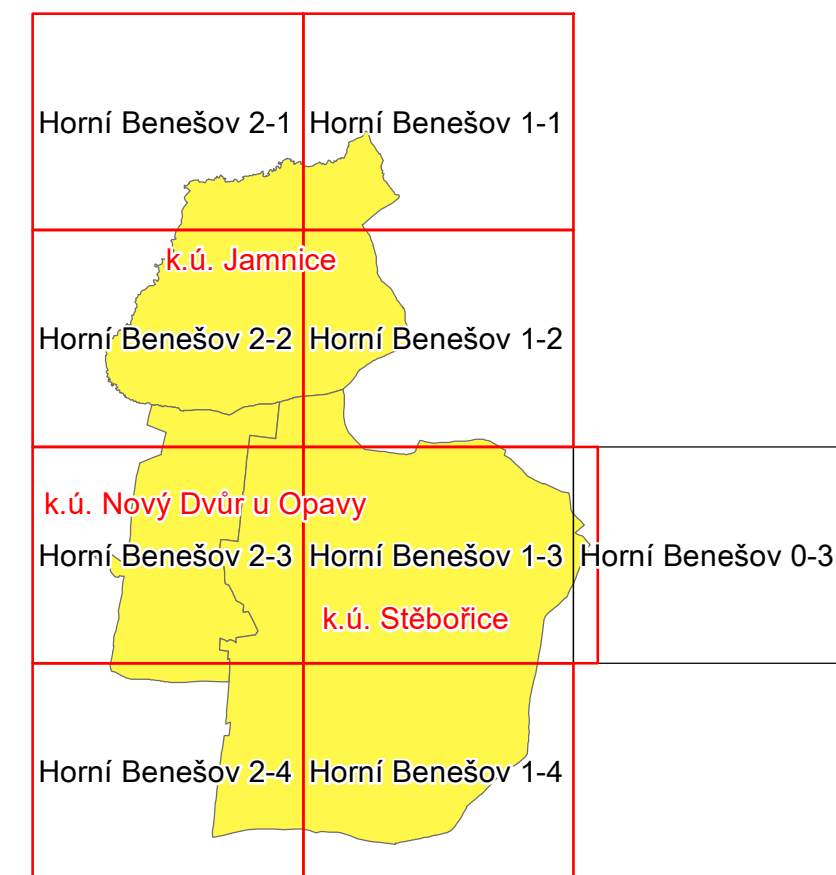 Horní Benešov 2-1
Horní Benešov 1-1
k.ú. Jamnice
Horní Benešov 2-2
Horní Benešov 1-2
k.ú. Nový Dvůr u Opavy
Horní Benešov 2-3
Horní Benešov 1-3
Horní Benešov 0-3
k.ú. Stěbořice
Horní Benešov 2-4
Horní Benešov 1-4